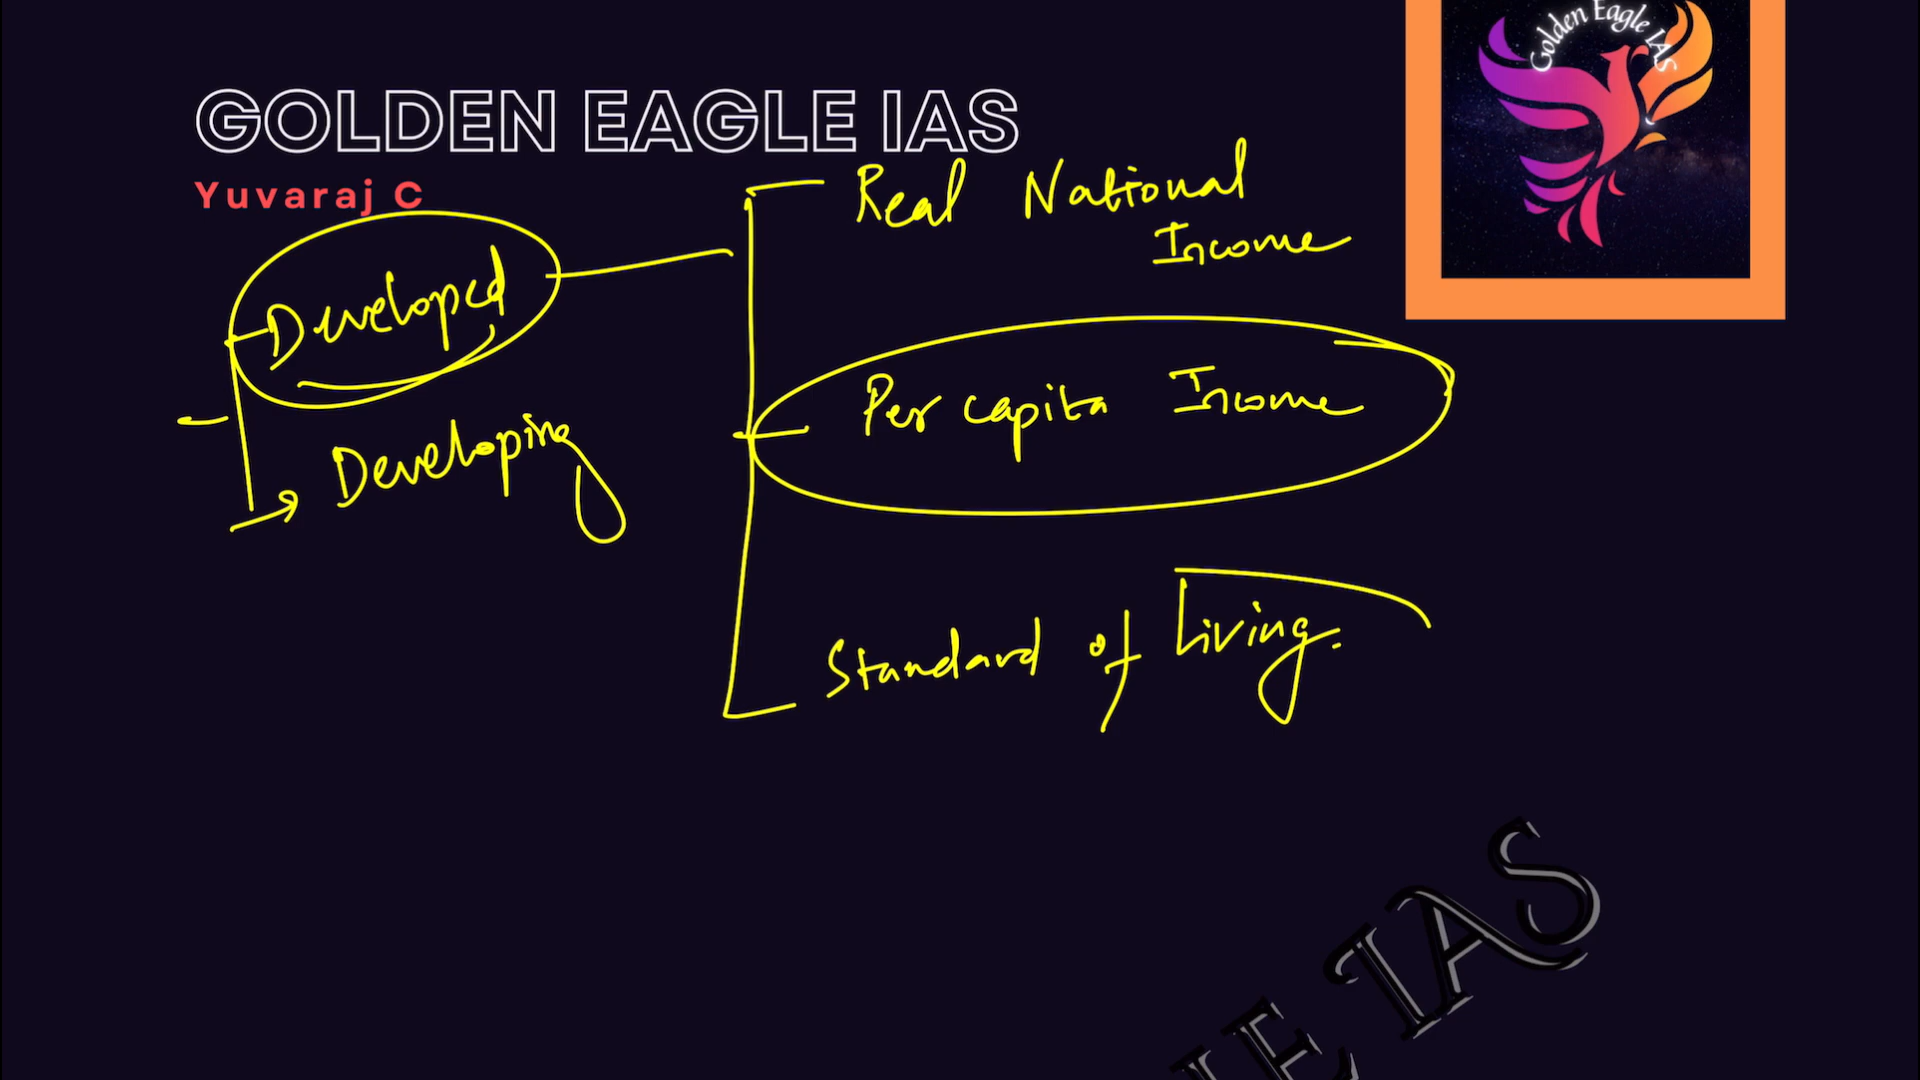 Golden Eagle IAS
GOLDEN EAGLE IAS
Yuvaraj C
Real National
Income
Developed
Per capita Income
Developing
Standard of Living.
LE IAS